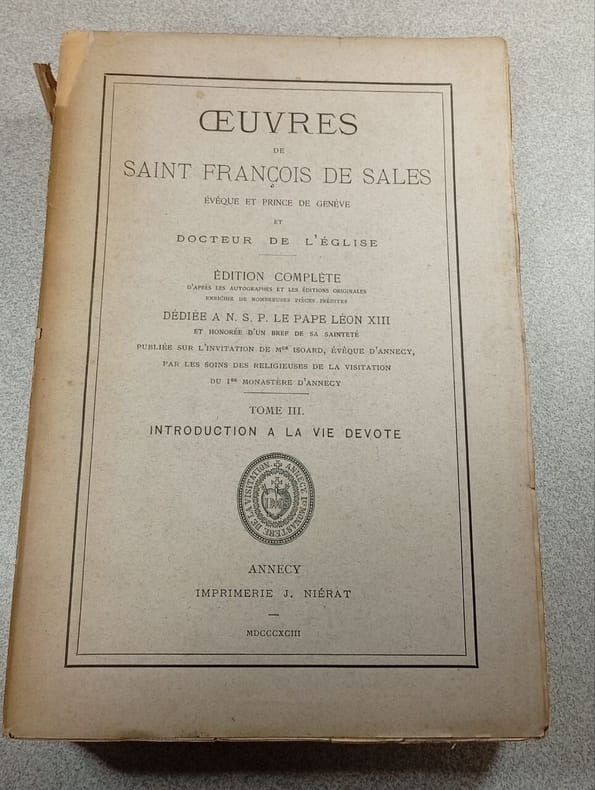 ŒUVRES
DE
SAINT FRANÇOIS DE SALES
ÉVÊQUE ET PRINCE DE GENÈVE
ET
DOCTEUR DE L'ÉGLISE
ÉDITION COMPLÈTE
D'APRÈS LES AUTOGRAPHES ET LES ÉDITIONS ORIGINALES
ENRICHIE DE NOMBREUSES PIÈCES INÉDITES
DÉDIÉE A N. S. P. LE PAPE LÉON XIII
ET HONORÉE D'UN BREF DE SA SAINTETÉ
PUBLIÉE SUR L'INVITATION DE MGR ISOARD, ÉVÊQUE D'ANNECY,
PAR LES SOINS DES RELIGIEUSES DE LA VISITATION
DU 1ER MONASTÈRE D'ANNECY
TOME III.
INTRODUCTION A LA VIE DEVOTE
ANNECY
IMPRIMERIE J. NIÉRAT
MDCCCXCIII